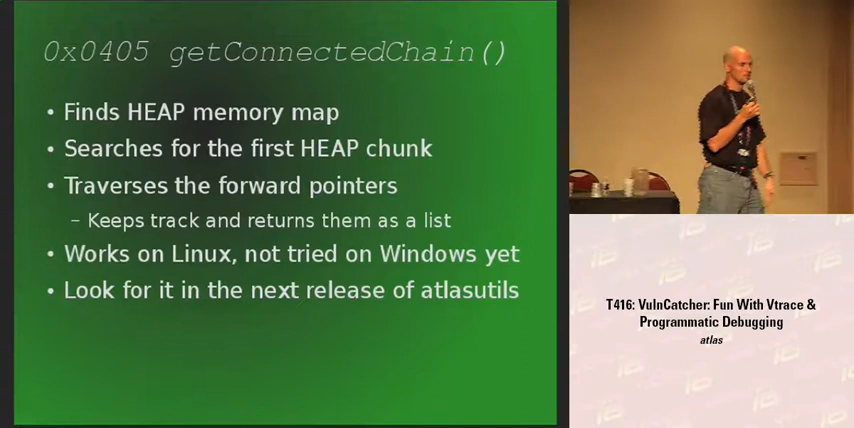 0x0405 getConnectedChain()
• Finds HEAP memory map
• Searches for the first HEAP chunk
• Traverses the forward pointers
– Keeps track and returns them as a list
• Works on Linux, not tried on Windows yet
• Look for it in the next release of atlasutils
T416: VulnCatcher: Fun With Vtrace &
Programmatic Debugging
atlas